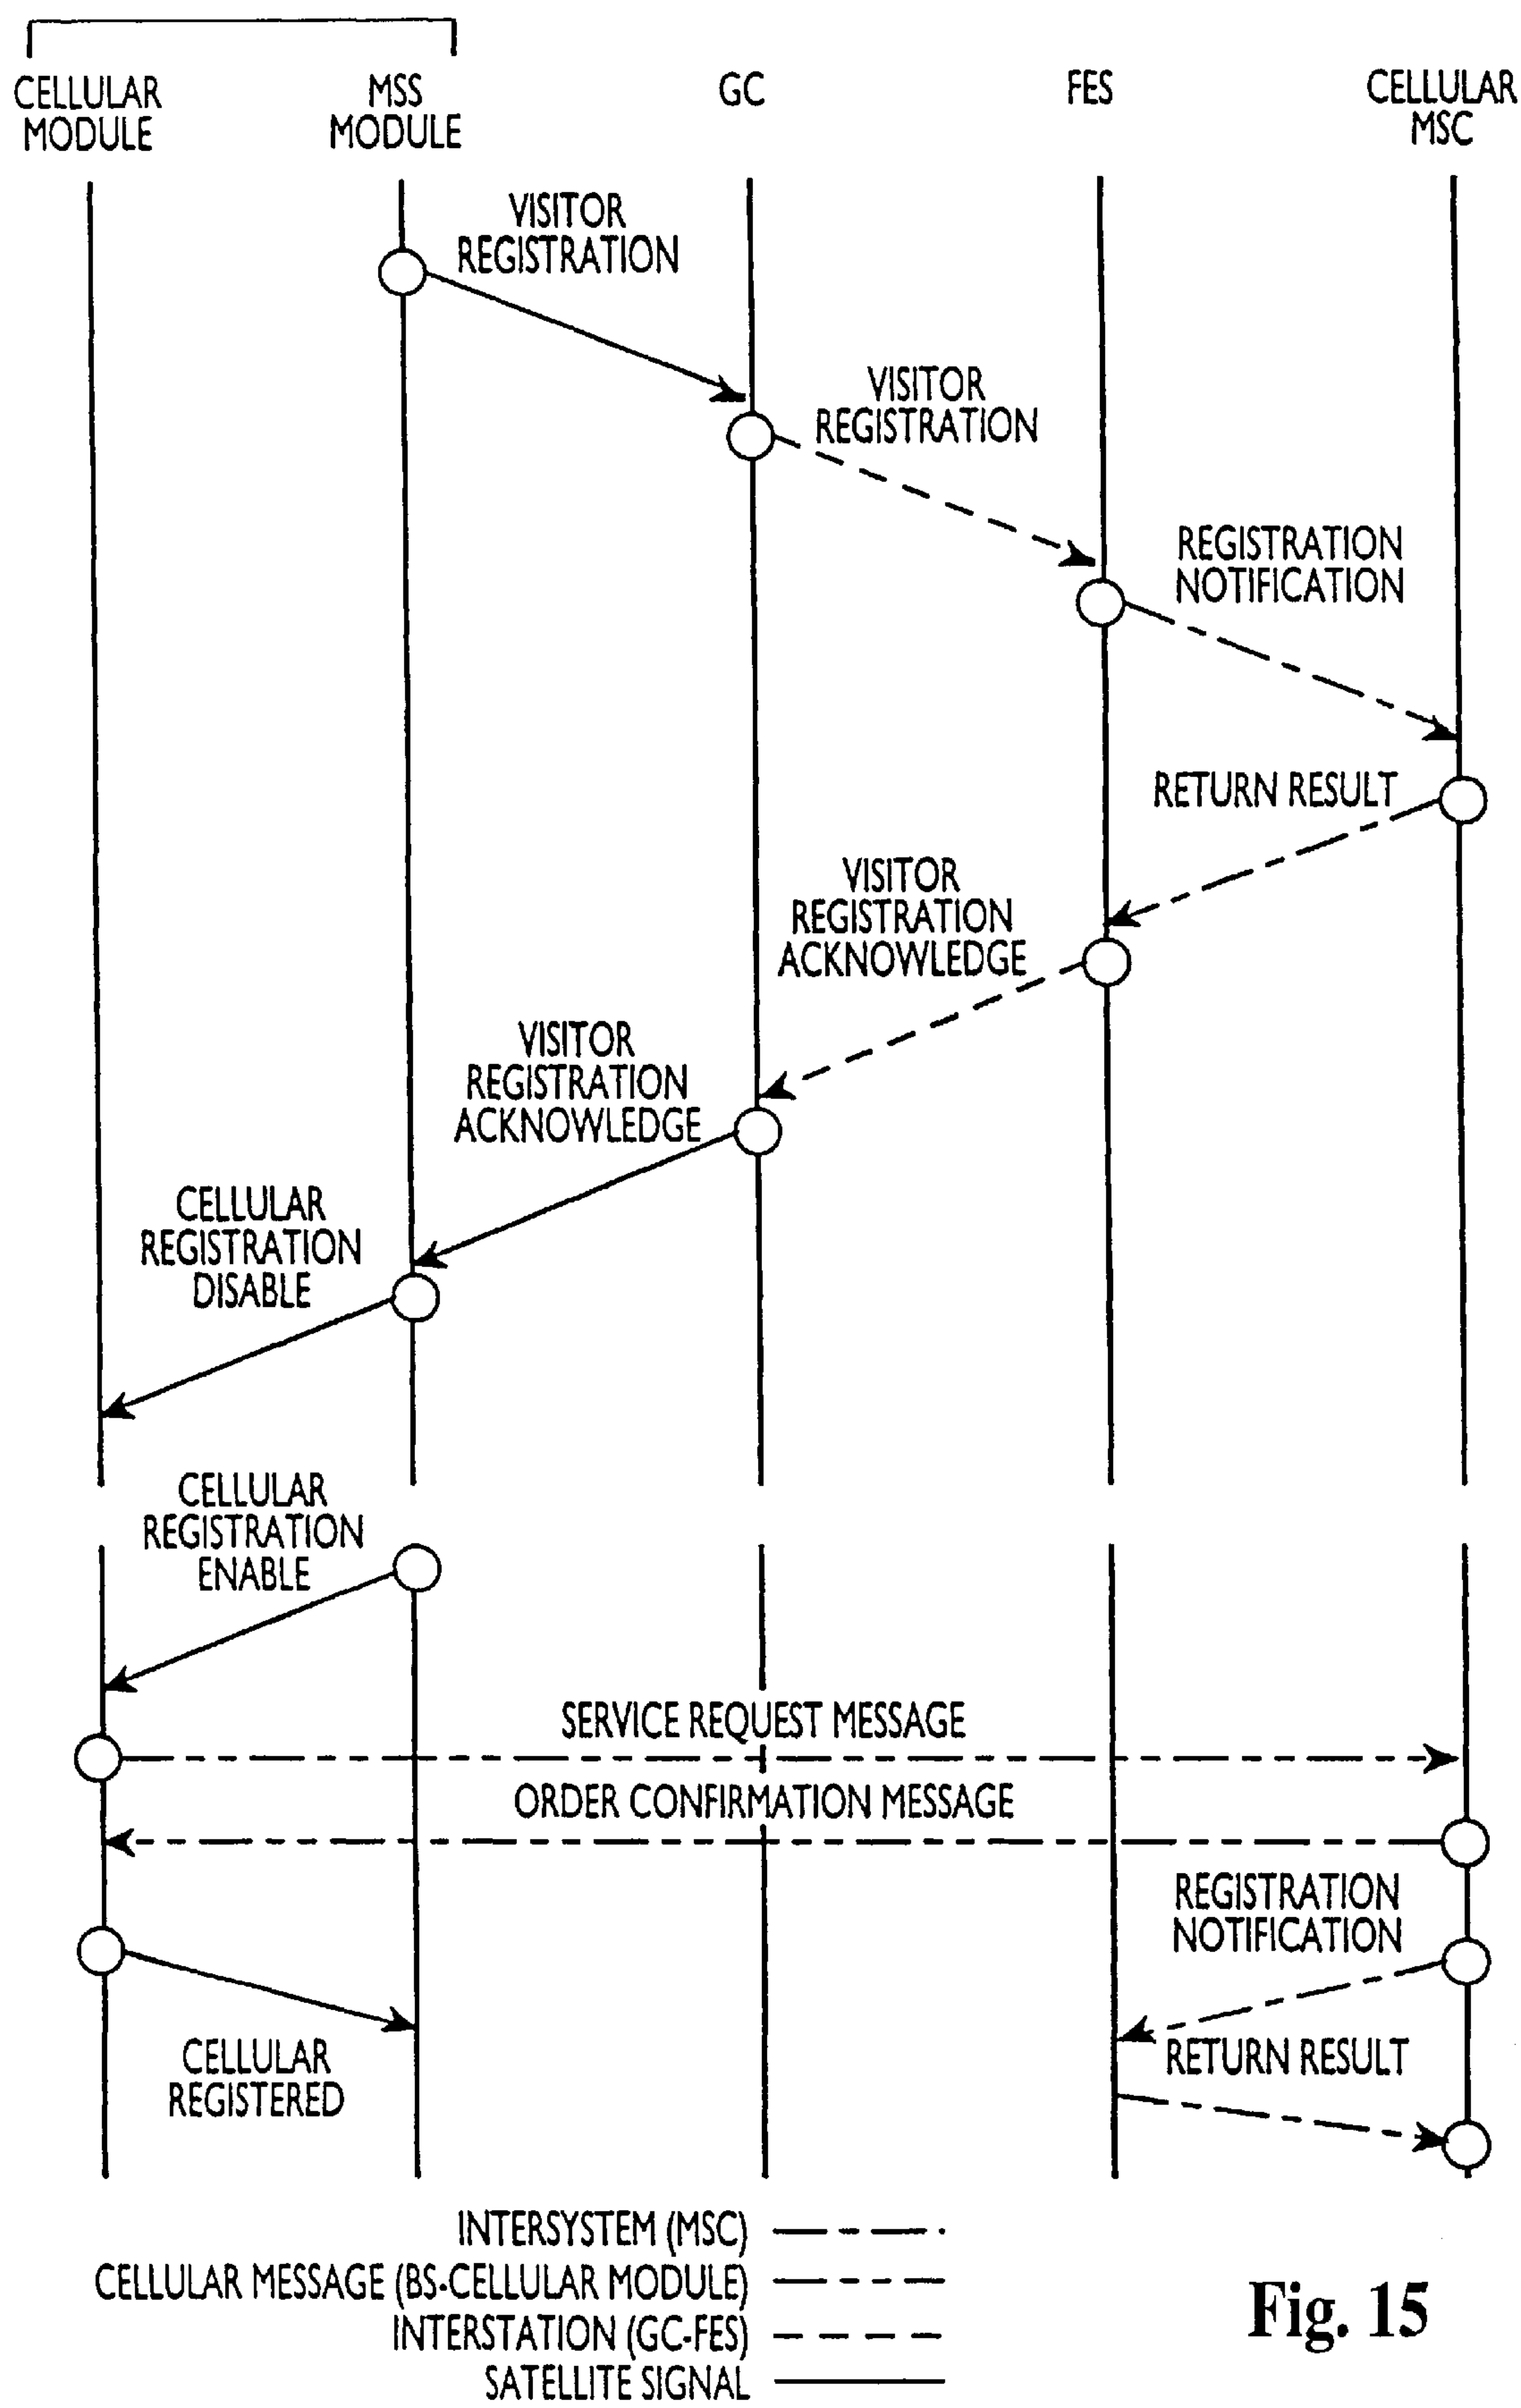 CELLULAR
MODULE
MSS
MODULE
GC
FES
CELLULAR
MSC
VISITOR
REGISTRATION
VISITOR
REGISTRATION
REGISTRATION
NOTIFICATION
RETURN RESULT
VISITOR
REGISTRATION
ACKNOWLEDGE
VISITOR
REGISTRATION
ACKNOWLEDGE
CELLULAR
REGISTRATION
DISABLE
CELLULAR
REGISTRATION
ENABLE
SERVICE REQUEST MESSAGE
ORDER CONFIRMATION MESSAGE
REGISTRATION
NOTIFICATION
CELLULAR
REGISTERED
RETURN RESULT
INTERSYSTEM (MSC)
CELLULAR MESSAGE (BS-CELLULAR MODULE)
INTERSTATION (GC-FES)
SATELLITE SIGNAL
Fig. 15